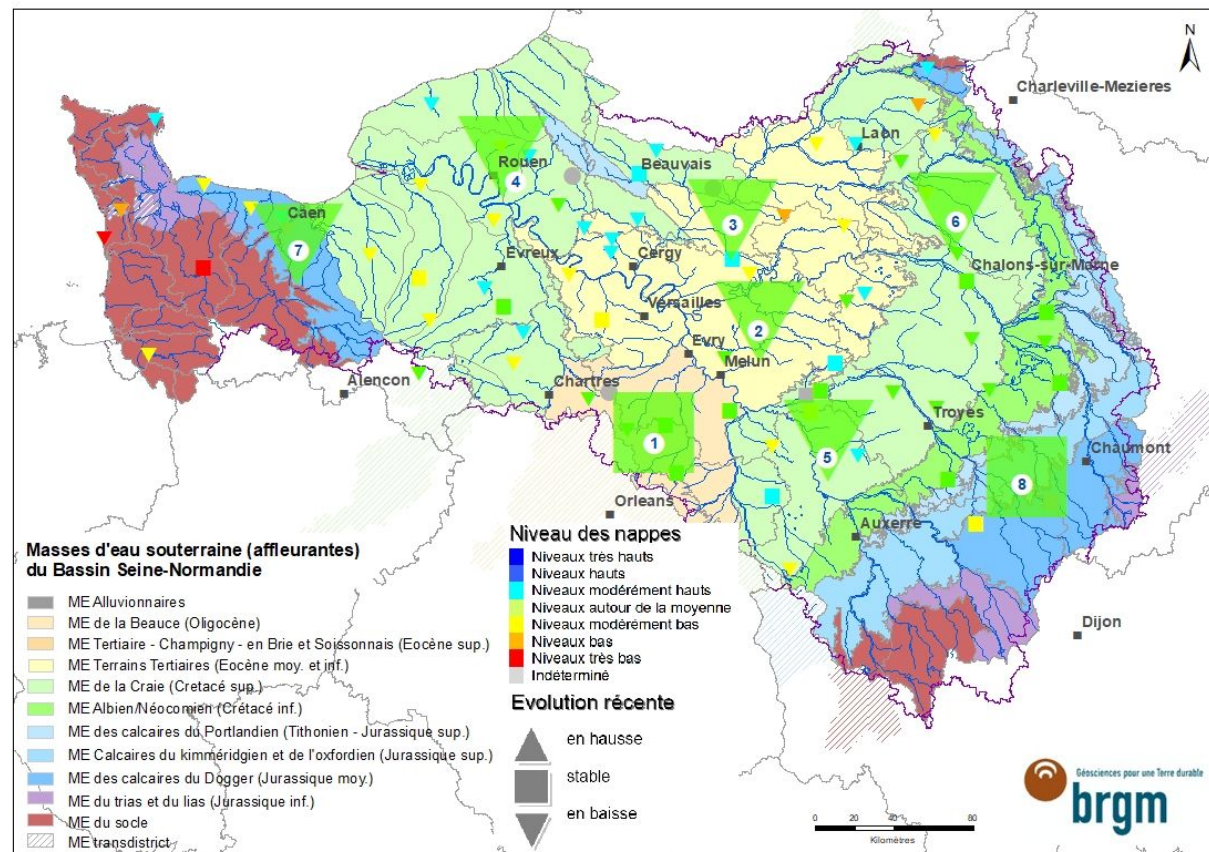 N
Charleville-Mezieres
Laon
Rouen
Beauvais
4
3
6
Caen
7
Evreux
Cergy
Chalons-sur-Marne
Versailles
2
Evry
Melun
Alençon
Chartres
Troyes
1
5
Chaumont
8
Orleans
Auxerre
Dijon
Masses d'eau souterraine (affleurantes)
du Bassin Seine-Normandie
ME Alluvionnaires
ME de la Beauce (Oligocène)
ME Tertiaire - Champigny - en Brie et Soissonnais (Eocène sup.)
ME Terrains Tertiaires (Eocène moy. et inf.)
ME de la Craie (Cretacé sup.)
ME Albien/Néocomien (Crétacé inf.)
ME des calcaires du Portlandien (Tithonien - Jurassique sup.)
ME Calcaires du kimméridgien et de l'oxfordien (Jurassique sup.)
ME des calcaires du Dogger (Jurassique moy.)
ME du trias et du lias (Jurassique inf.)
ME du socle
ME transdistrict
Niveau des nappes
Niveaux très hauts
Niveaux hauts
Niveaux modérément hauts
Niveaux autour de la moyenne
Niveaux modérément bas
Niveaux bas
Niveaux très bas
Indéterminé
Evolution récente
en hausse
stable
en baisse
0 20 40 60
Kilomètres
Géosciences pour une Terre durable
brgm